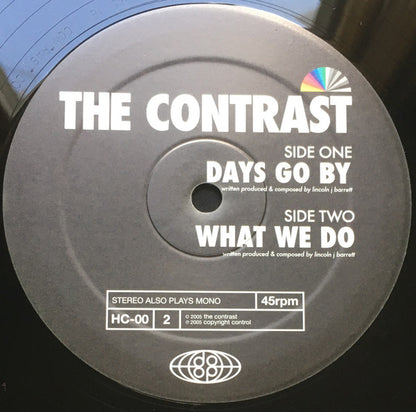 THE CONTRAST
SIDE ONE
DAYS GO BY
written produced & composed by lincoln j barrett
SIDE TWO
WHAT WE DO
written produced & composed by lincoln j barrett
STEREO ALSO PLAYS MONO 45rpm
HC-00 2 © 2005 the contrast
℗ 2005 copyright control